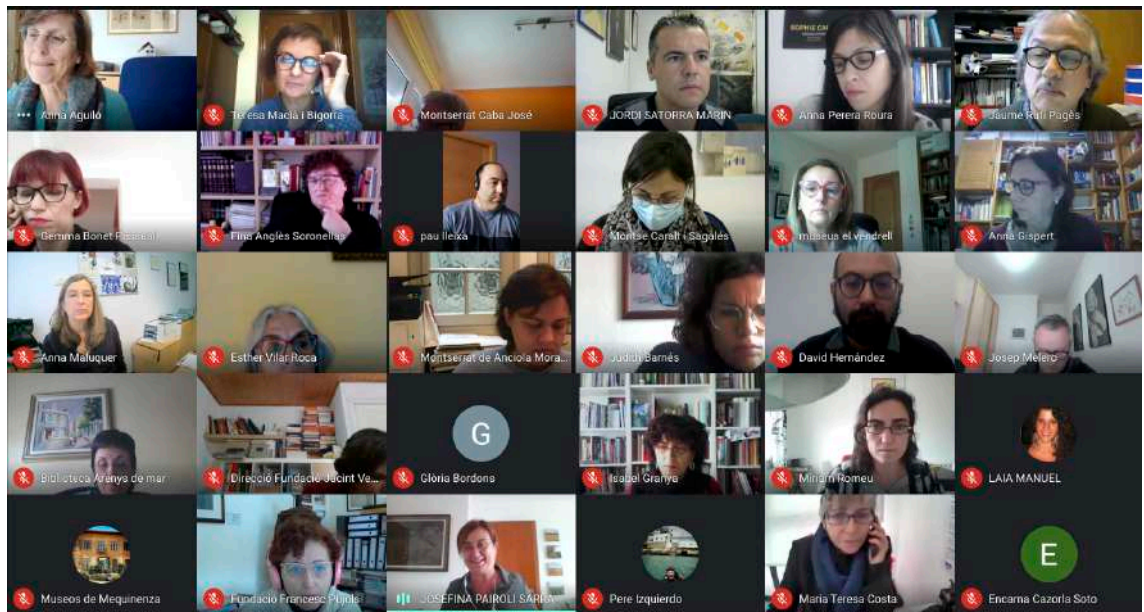 SOPHIE CAL
Anna Aguiló
Teresa Macià i Bigorra
Montserrat Caba José
JORDI SATORRA MARIN
Anna Perera Roura
Jaume Rufí Pagès
Gemma Bonet
Fina Anglès Soronellas
pau lleixa
Montse Caralt i Sagalés
museus el vendrell
Anna Gispert
Anna Maluquer
Esther Vilar Roca
Montserrat de Anciola Mora...
Judith Barnés
David Hernández
Josep Melero
Biblioteca Arenys de mar
Direcció Fundació Jacint Ve...
G
Glòria Bordons
Isabel Granya
Miriam Romeu
LAIA MANUEL
Museos de Mequinenza
Fundació Francesc Pujols
JOSEFINA PAIROLI SARRA
Pere Izquierdo
Maria Teresa Costa
E
Encarna Cazorla Soto